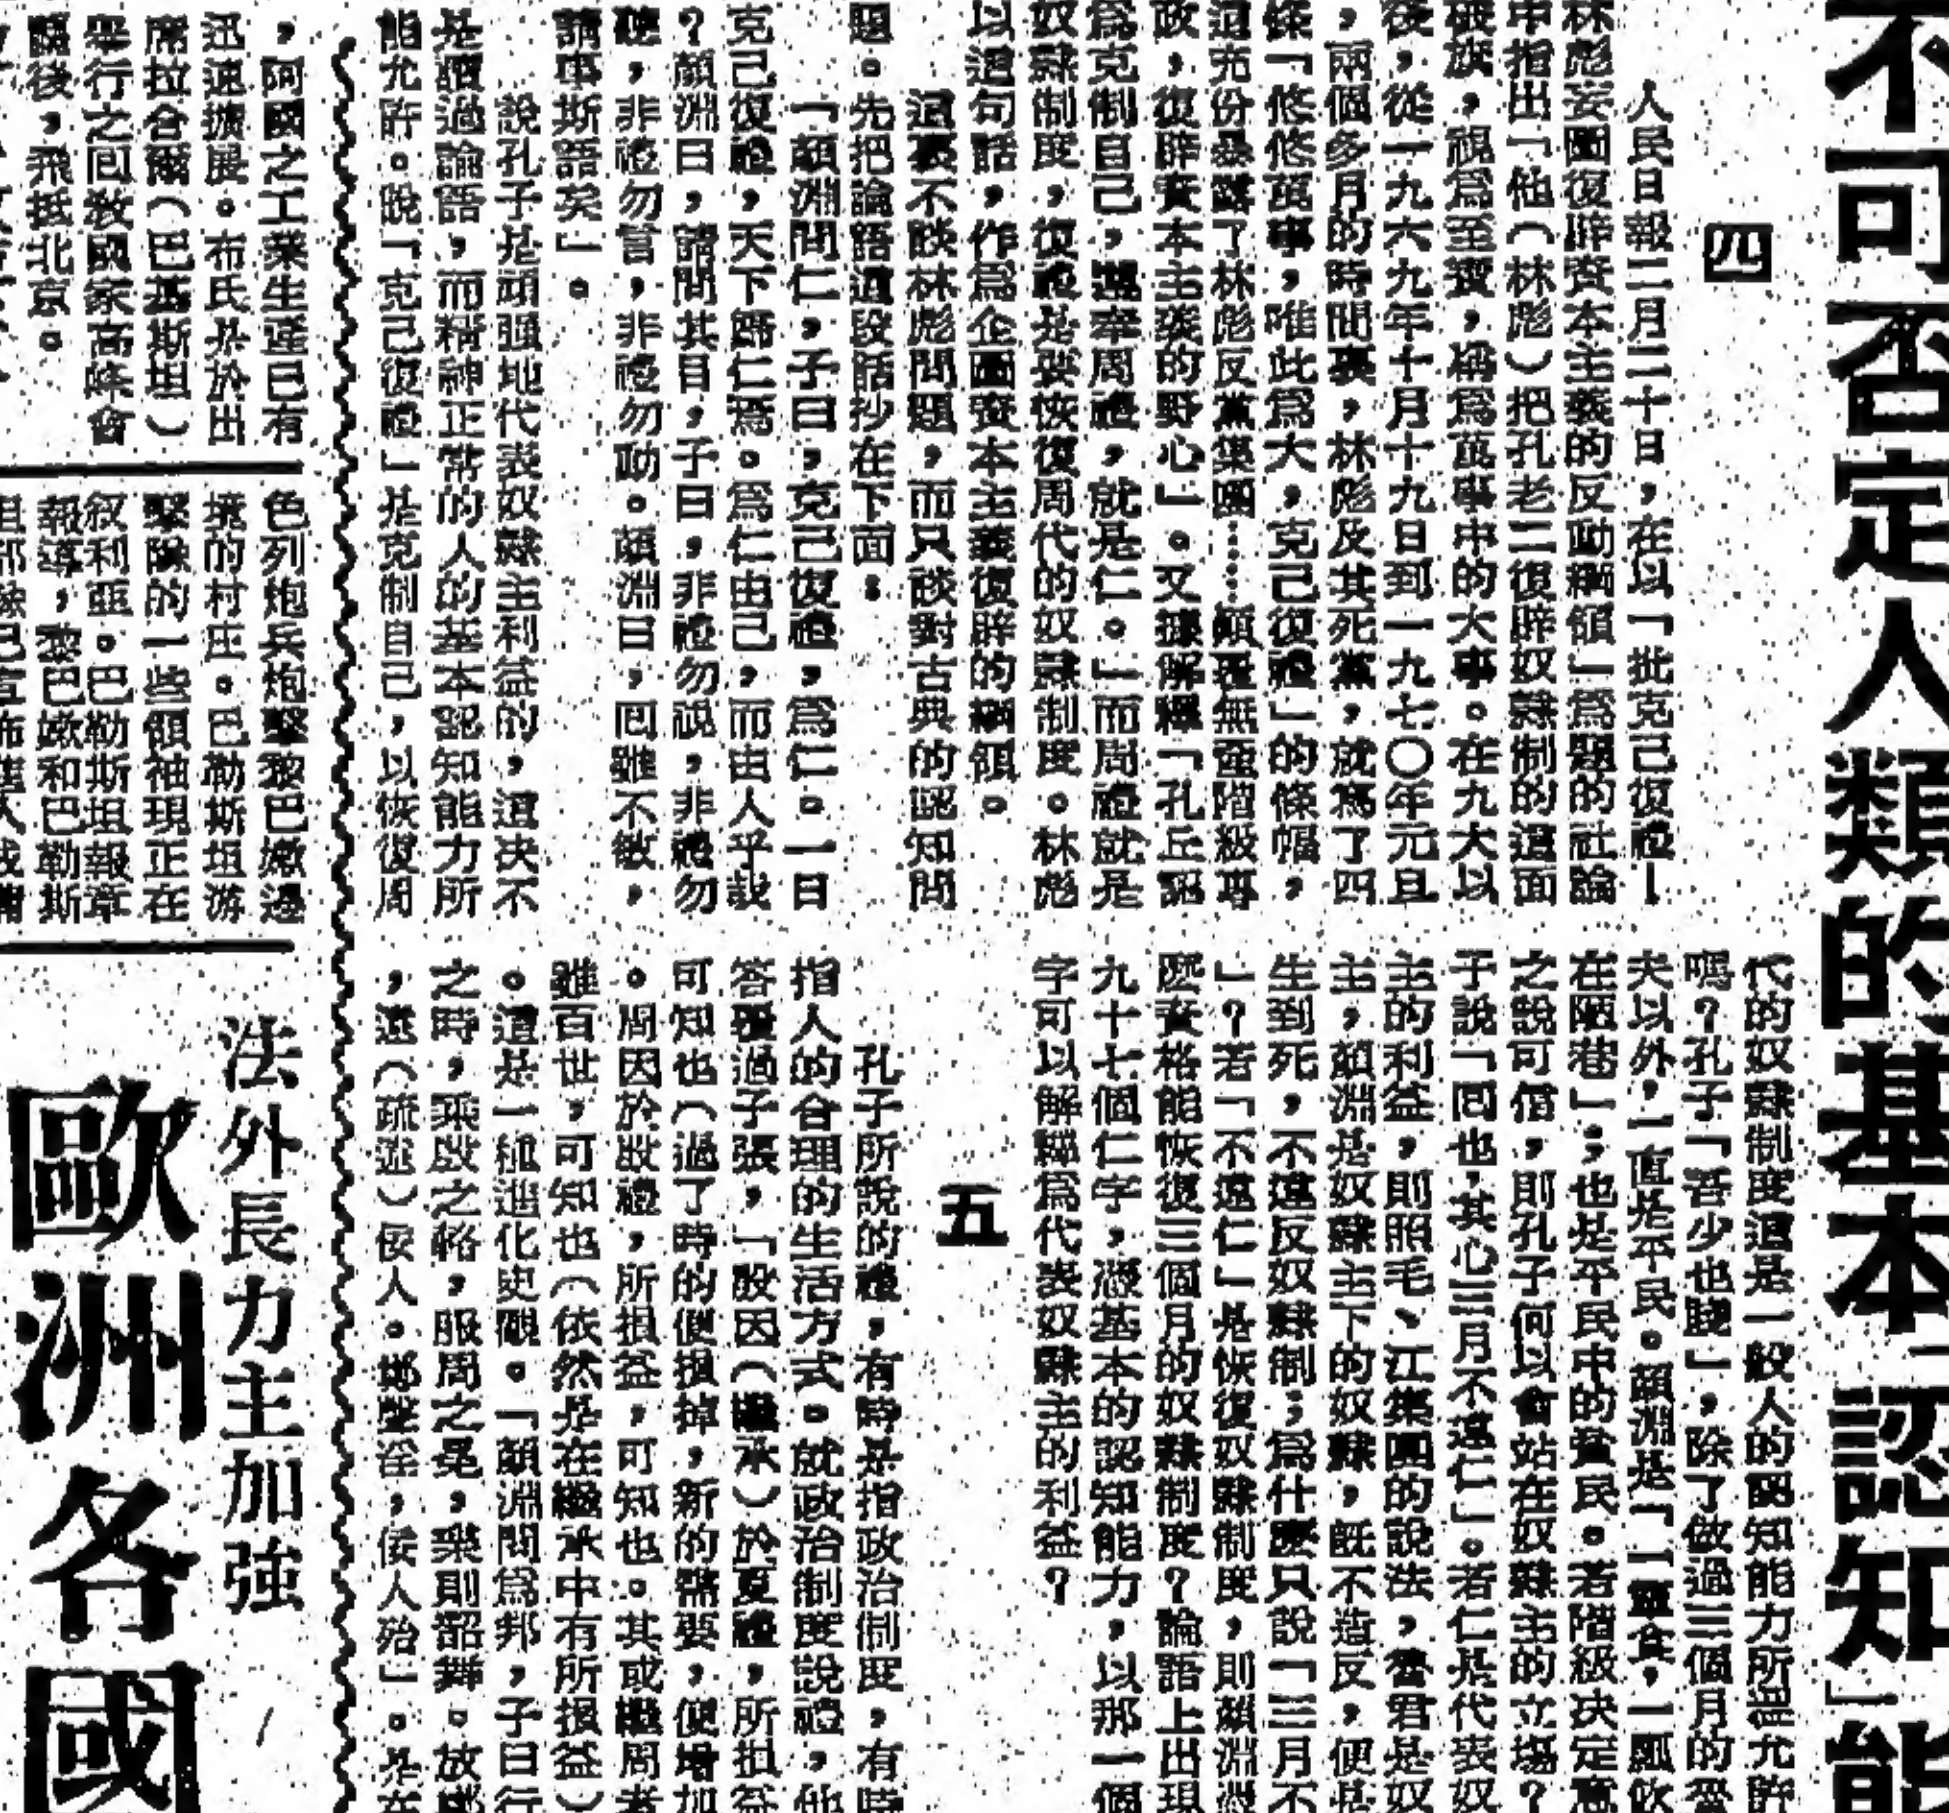 不可否定人類的基本「認知」能
四
人民日報二月二十日,在以「批克己復禮—
林彪妄圖復辟資本主義的反動綱領」爲題的社論
中指出「他(林彪)把孔老二復辟奴隸制的這面
破旗,視爲至寶,稱爲萬事中的大事。在九大以
後,從一九六九年十月十九日到一九七〇年元旦
,兩個多月的時間裏,林彪及其死黨,就寫了四
條「悠悠萬事,唯此爲大,克己復禮」的條幅,
這充份暴露了林彪反黨集團……顛覆無產階級專
政,復辟資本主義的野心」。又據解釋「孔丘認
爲克制自己,遵奉周禮,就是仁。」而周禮就是
奴隸制度,復禮是要恢復周代的奴隸制度。林彪
以這句話,作爲企圖資本主義復辟的綱領。
這裏不談林彪問題,而只談對古典的認知問
題。先把論語這段話抄在下面:
「顏淵問仁,子曰,克己復禮,爲仁。一日
克己復禮,天下歸仁焉。爲仁由己,而由人乎哉
?顏淵曰,請問其目,子曰,非禮勿視,非禮勿
聽,非禮勿言,非禮勿動。顏淵曰,回雖不敏,
請事斯語矣」。
說孔子是頑强地代表奴隸主利益的,這決不
是讀過論語,而精神正常的人的基本認知能力所
能允許。說「克己復禮」是克制自己,以恢復周
代的奴隸制度這是一般人的認知能力所能允許
嗎?孔子「吾少也賤」,除了做過三個月的
夫以外,一直是平民。顏淵是「一簞食,一瓢飲
在陋巷」;也是平民中的貧民。若階級決定意
之說可信,則孔子何以會站在奴隸主的立場?
子說「回也,其心三月不違仁」。若仁是代表奴
主的利益,則照毛、江集團的說法,魯君是奴
主,顏淵是奴隸主下的奴隸,既不造反,便是
生到死,不違反奴隸制;爲什麼只說「三月不
」?若「不違仁」是恢復奴隸制度,則顏淵憑
麼資格能恢復三個月的奴隸制度?論語上出現
九十七個仁字,憑基本的認知能力,以那一個
字可以解釋爲代表奴隸主的利益?
五
孔子所說的禮,有時是指政治制度,有時
指人的合理的生活方式。就政治制度說禮,他
答覆過子張,「殷因(繼承)於夏禮,所損益
可知也(過了時的便損掉,新的需要,便增加
。周因於殷禮,所損益,可知也。其或繼周者
雖百世,可知也(依然是在繼承中有所損益)
。這是一種進化史觀。「顏淵問爲邦,子曰行
之時,乘殷之輅,服周之冕,樂則韶舞。放鄭
,遠(疏遠)佞人。鄭聲淫,佞人殆」。是在
,阿國之工業生產已有
迅速擴展。布氏是於出
席拉合爾(巴基斯坦)
舉行之回敎國家高峰會
議後,飛抵北京。
色列炮兵炮擊黎巴嫩邊
境的村庄。巴勒斯坦游
擊隊的一些領袖現正在
叙利亞。巴勒斯坦報章
報導,黎巴嫩和巴勒斯
法外長力主加強
歐洲各國